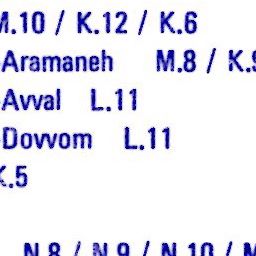 M.10 / K.12 / K.6
-Aramaneh M.8 / K.9
-Avval L.11
-Dovvom L.11
K.5
N.8 / N.9 / N.10 / M